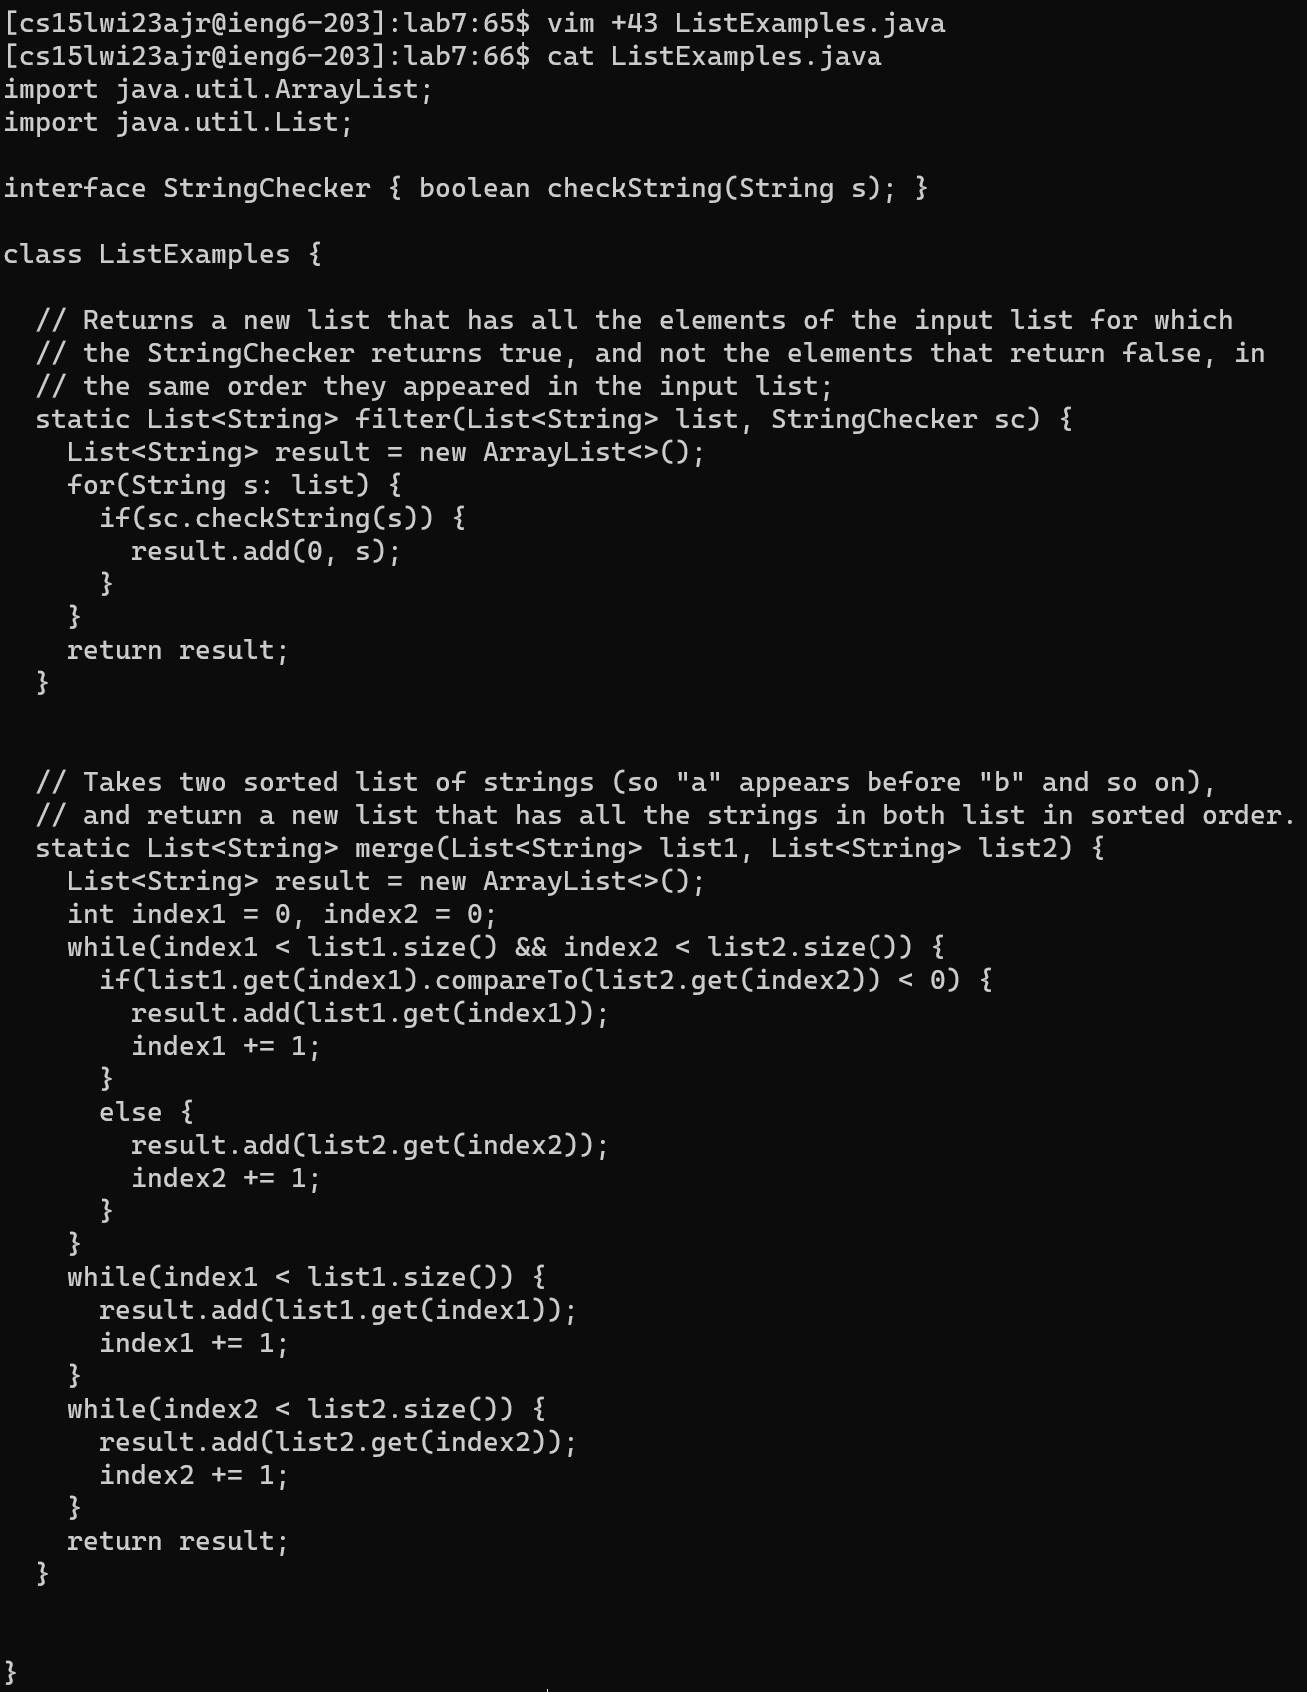 [cs15lwi23ajr@ieng6-203]:lab7:65$ vim +43 ListExamples.java
[cs15lwi23ajr@ieng6-203]:lab7:66$ cat ListExamples.java
import java.util.ArrayList;
import java.util.List;

interface StringChecker { boolean checkString(String s); }

class ListExamples {

  // Returns a new list that has all the elements of the input list for which
  // the StringChecker returns true, and not the elements that return false, in
  // the same order they appeared in the input list;
  static List<String> filter(List<String> list, StringChecker sc) {
    List<String> result = new ArrayList<>();
    for(String s: list) {
      if(sc.checkString(s)) {
        result.add(0, s);
      }
    }
    return result;
  }


  // Takes two sorted list of strings (so "a" appears before "b" and so on),
  // and return a new list that has all the strings in both list in sorted order.
  static List<String> merge(List<String> list1, List<String> list2) {
    List<String> result = new ArrayList<>();
    int index1 = 0, index2 = 0;
    while(index1 < list1.size() && index2 < list2.size()) {
      if(list1.get(index1).compareTo(list2.get(index2)) < 0) {
        result.add(list1.get(index1));
        index1 += 1;
      }
      else {
        result.add(list2.get(index2));
        index2 += 1;
      }
    }
    while(index1 < list1.size()) {
      result.add(list1.get(index1));
      index1 += 1;
    }
    while(index2 < list2.size()) {
      result.add(list2.get(index2));
      index2 += 1;
    }
    return result;
  }


}